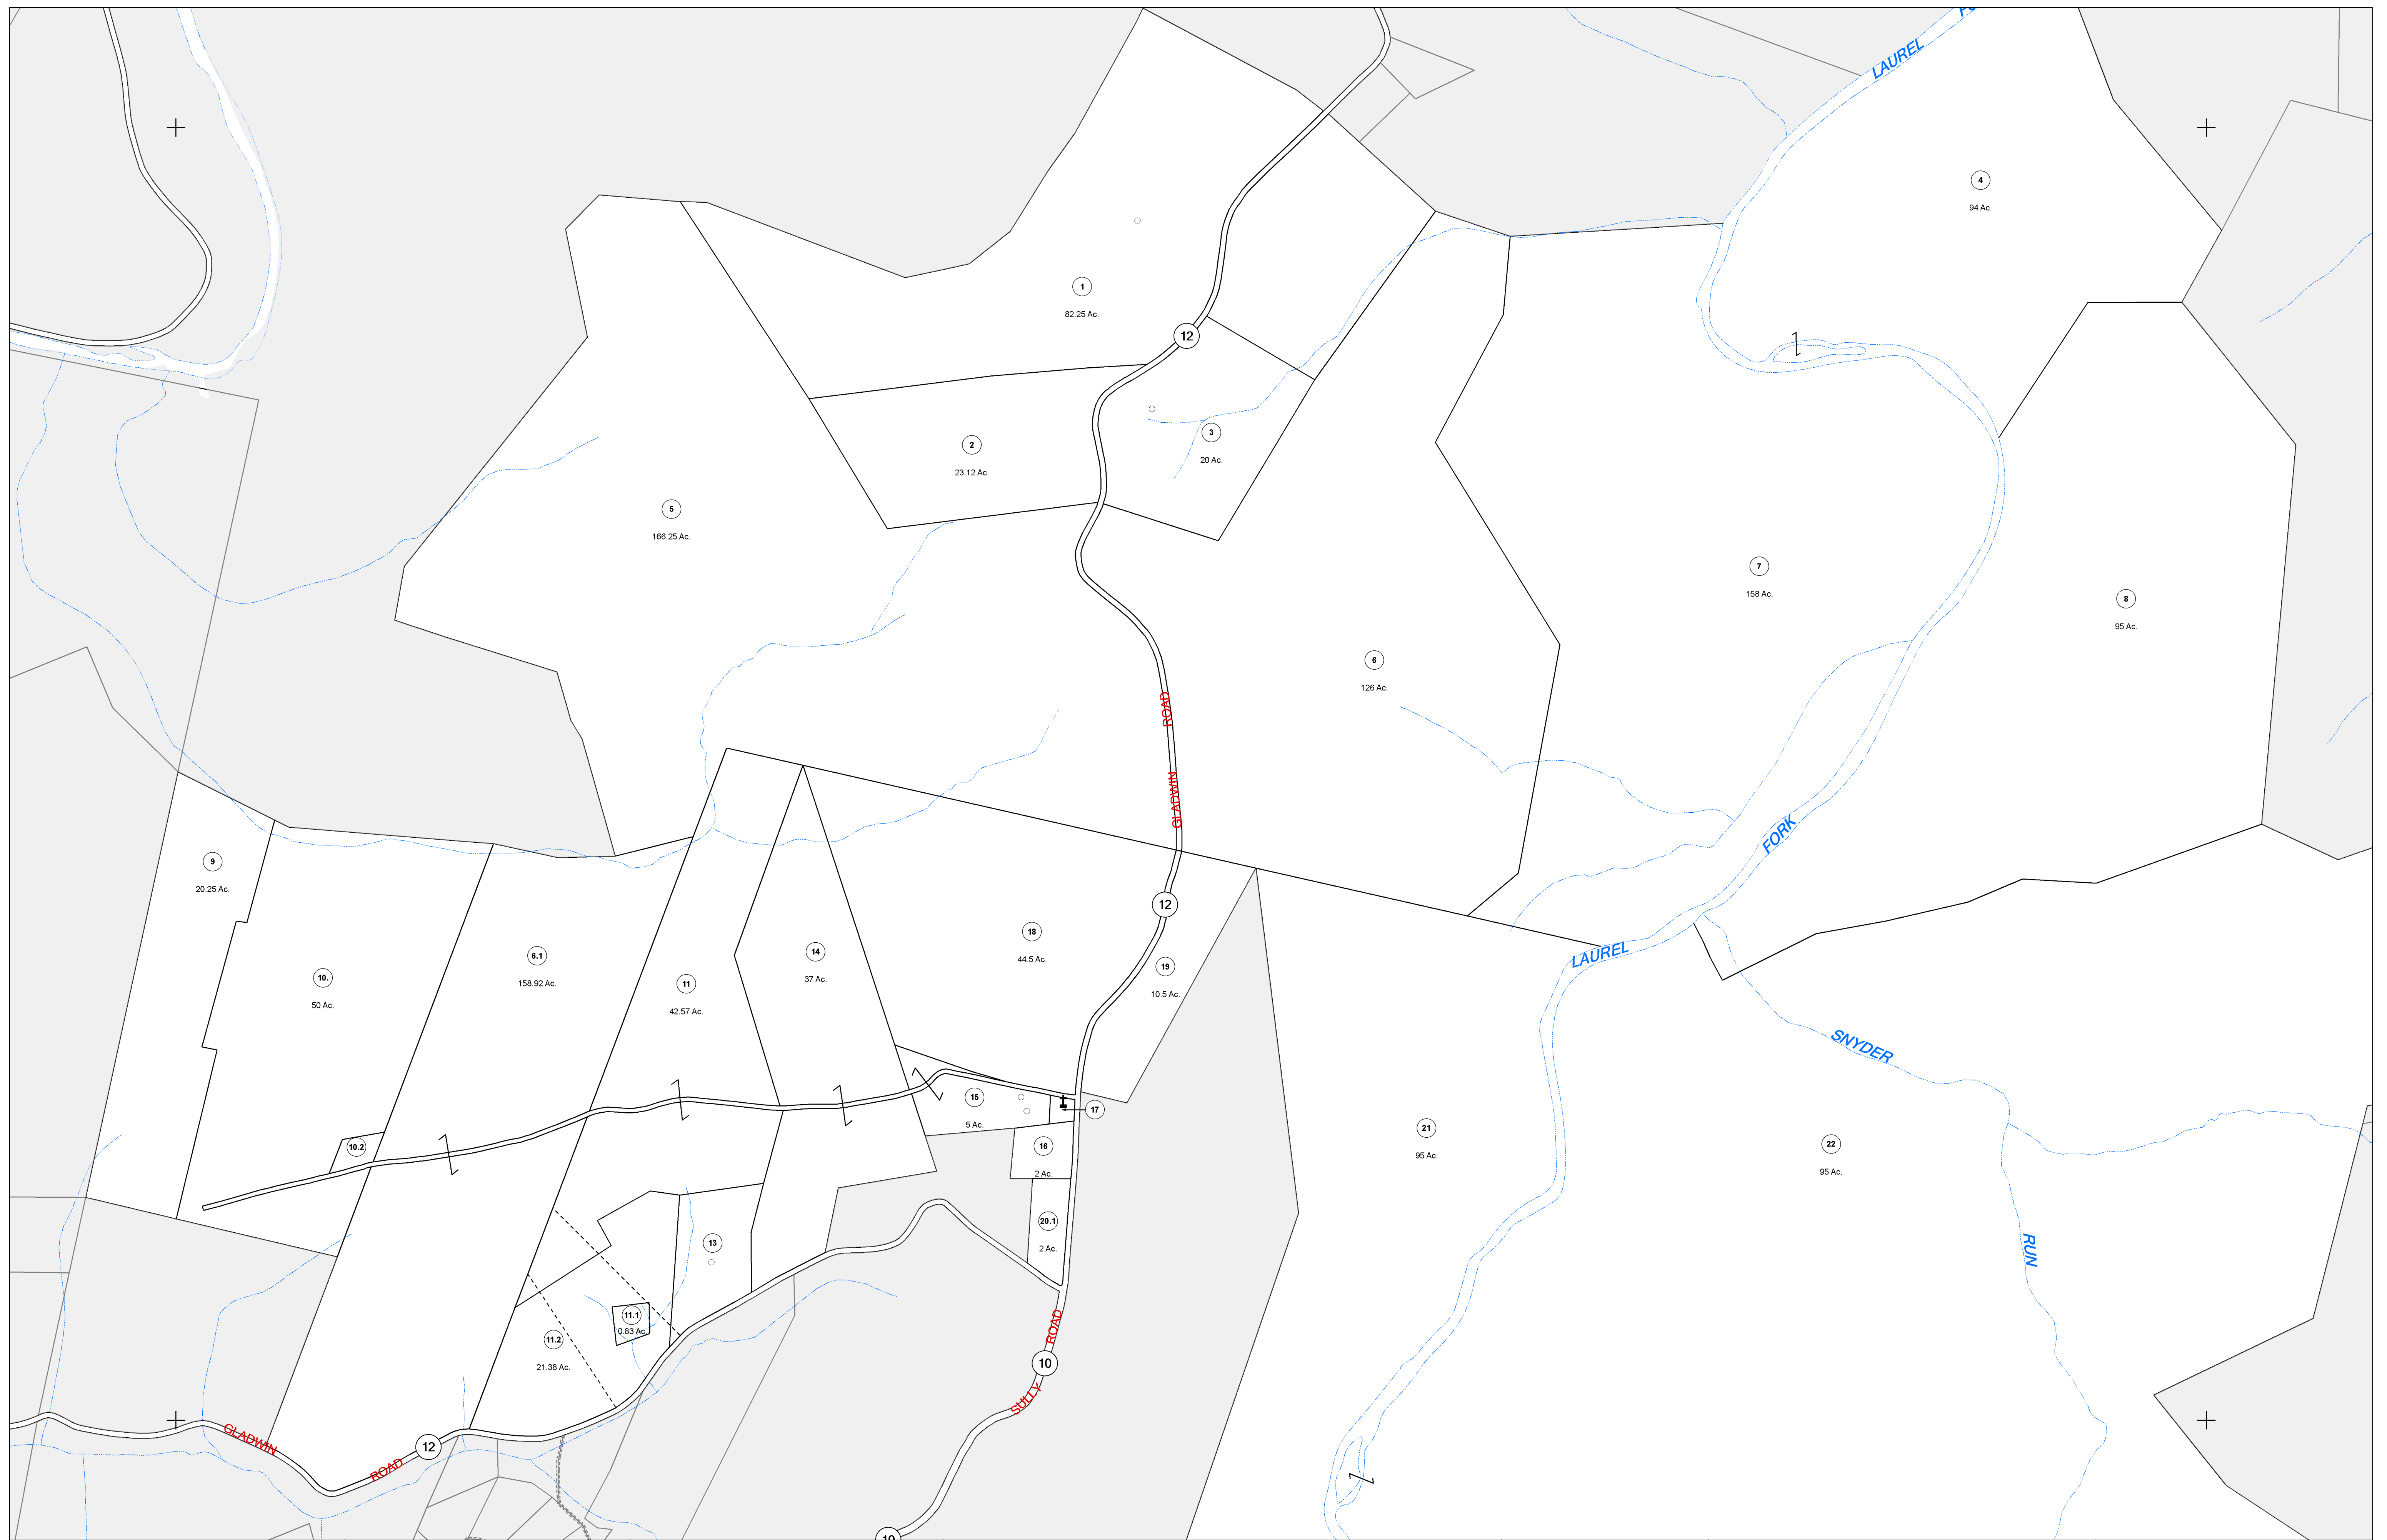 LAUREL
4
94 Ac.
1
82.25 Ac.
12
2
23.12 Ac.
3
20 Ac.
5
166.25 Ac.
7
158 Ac.
8
95 Ac.
6
126 Ac.
GLADWIN ROAD
FORK
9
20.25 Ac.
12
10.
50 Ac.
6.1
158.92 Ac.
11
42.57 Ac.
14
37 Ac.
18
44.5 Ac.
19
10.5 Ac.
LAUREL
SNYDER
15
5 Ac.
17
10.2
16
2 Ac.
21
95 Ac.
22
95 Ac.
20.1
2 Ac.
13
RUN
11.1
0.83 Ac.
11.2
21.38 Ac.
10
SULLY ROAD
GLADWIN ROAD
12
10